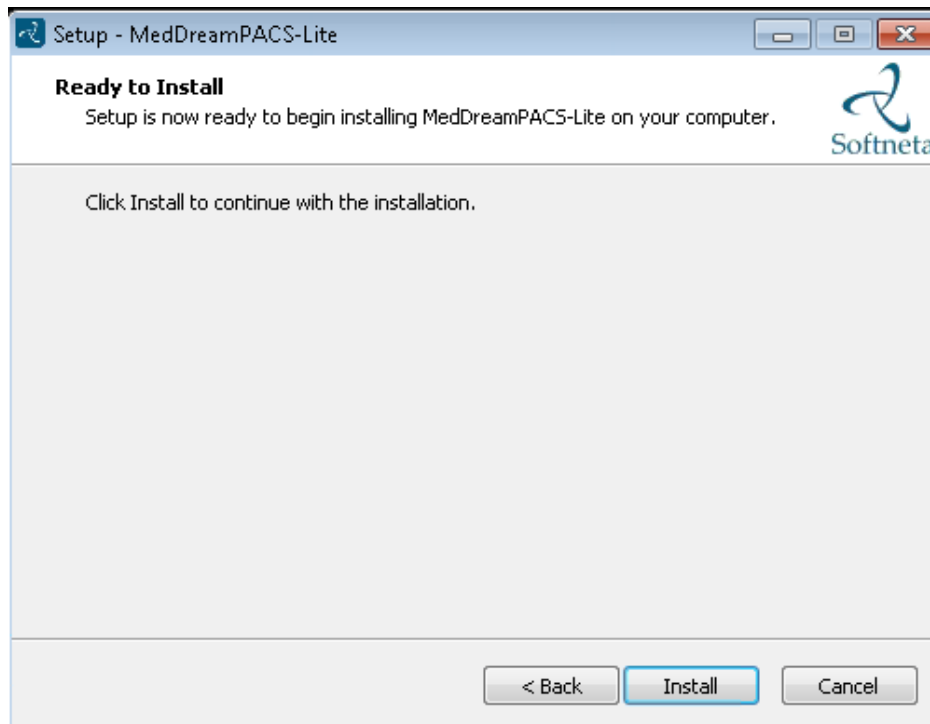 Setup - MedDreamPACS-Lite
Ready to Install
Setup is now ready to begin installing MedDreamPACS-Lite on your computer.
Softneta
Click Install to continue with the installation.
< Back
Install
Cancel